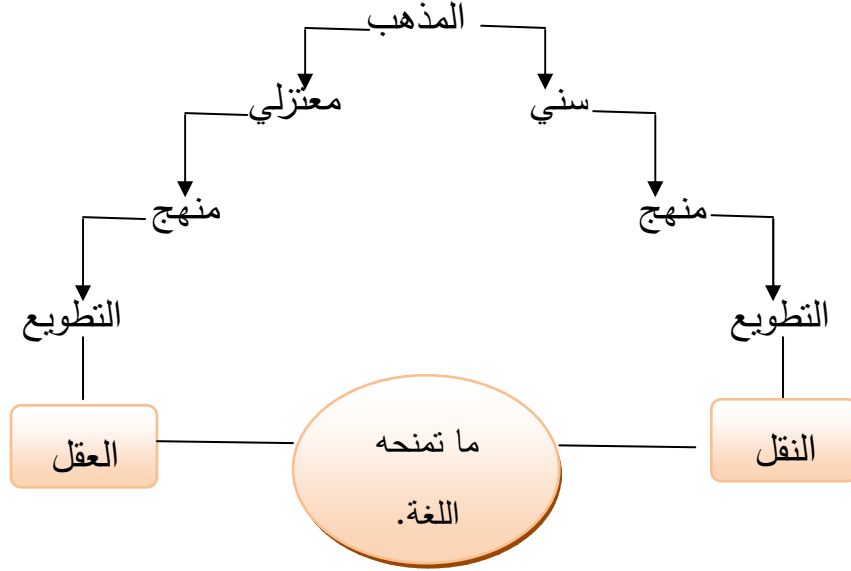 المذهب
سني
معتزلي
منهج
منهج
التطويع
التطويع
النقل
ما تمنحه
اللغة.
العقل